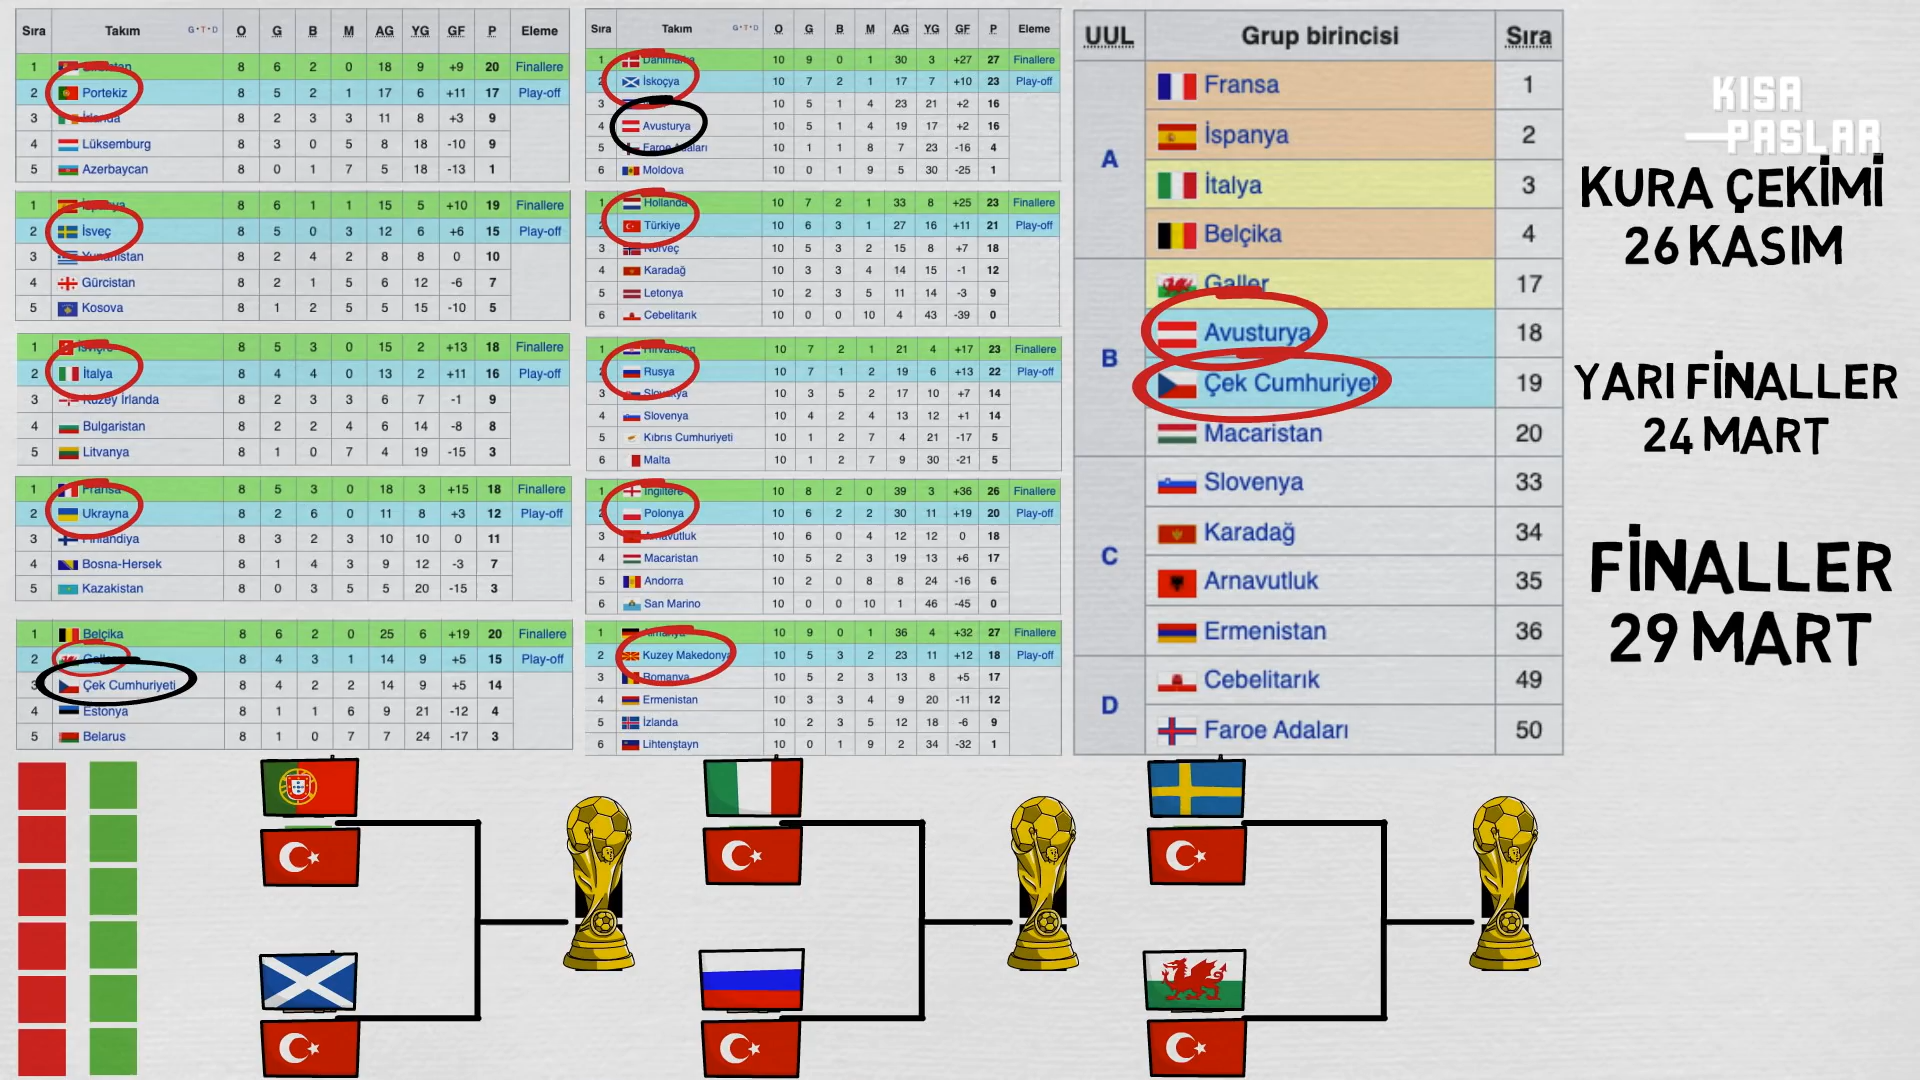 Sıra Takım G•T•D O G B M AG YG GF P Eleme
1 8 6 2 0 18 9 +9 20 Finallere
2 Portekiz 8 5 2 1 17 6 +11 17 Play-off
3 İrlanda 8 2 3 3 11 8 +3 9
4 Lüksemburg 8 3 0 5 8 18 -10 9
5 Azerbaycan 8 0 1 7 5 18 -13 1
1 İspanya 8 6 1 1 15 5 +10 19 Finallere
2 İsveç 8 5 0 3 12 6 +6 15 Play-off
3 Yunanistan 8 2 4 2 8 8 0 10
4 Gürcistan 8 2 1 5 6 12 -6 7
5 Kosova 8 1 2 5 5 15 -10 5
1 İsviçre 8 5 3 0 15 2 +13 18 Finallere
2 İtalya 8 4 4 0 13 2 +11 16 Play-off
3 Kuzey İrlanda 8 2 3 3 6 7 -1 9
4 Bulgaristan 8 2 2 4 6 14 -8 8
5 Litvanya 8 1 0 7 4 19 -15 3
1 Fransa 8 5 3 0 18 3 +15 18 Finallere
2 Ukrayna 8 2 6 0 11 8 +3 12 Play-off
3 Finlandiya 8 3 2 3 10 10 0 11
4 Bosna-Hersek 8 1 4 3 9 12 -3 7
5 Kazakistan 8 0 3 5 5 20 -15 3
1 Belçika 8 6 2 0 25 6 +19 20 Finallere
2 8 4 3 1 14 9 +5 15 Play-off
3 Çek Cumhuriyeti 8 4 2 2 14 9 +5 14
4 Estonya 8 1 1 6 9 21 -12 4
5 Belarus 8 1 0 7 7 24 -17 3
Sıra Takım G•T•D O G B M AG YG GF P Eleme
1 Danimarka 10 9 0 1 30 3 +27 27 Finallere
2 İskoçya 10 7 2 1 17 7 +10 23 Play-off
3 10 5 1 4 23 21 +2 16
4 Avusturya 10 5 1 4 19 17 +2 16
5 Faroe Adaları 10 1 1 8 7 23 -16 4
6 Moldova 10 0 1 9 5 30 -25 1
1 Hollanda 10 7 2 1 33 8 +25 23 Finallere
2 Türkiye 10 6 3 1 27 16 +11 21 Play-off
3 Norveç 10 5 3 2 15 8 +7 18
4 Karadağ 10 3 3 4 14 15 -1 12
5 Letonya 10 2 3 5 11 14 -3 9
6 Cebelitarık 10 0 0 10 4 43 -39 0
1 Hırvatistan 10 7 2 1 21 4 +17 23 Finallere
2 Rusya 10 7 1 2 19 6 +13 22 Play-off
3 Slovakya 10 3 5 2 17 10 +7 14
4 Slovenya 10 4 2 4 13 12 +1 14
5 Kıbrıs Cumhuriyeti 10 1 2 7 4 21 -17 5
6 Malta 10 1 2 7 9 30 -21 5
1 İngiltere 10 8 2 0 39 3 +36 26 Finallere
2 Polonya 10 6 2 2 30 11 +19 20 Play-off
3 Arnavutluk 10 6 0 4 12 12 0 18
4 Macaristan 10 5 2 3 19 13 +6 17
5 Andorra 10 2 0 8 8 24 -16 6
6 San Marino 10 0 0 10 1 46 -45 0
1 Almanya 10 9 0 1 36 4 +32 27 Finallere
2 Kuzey Makedonya 10 5 3 2 23 11 +12 18 Play-off
3 Romanya 10 5 2 3 13 8 +5 17
4 Ermenistan 10 3 3 4 9 20 -11 12
5 İzlanda 10 2 3 5 12 18 -6 9
6 Lihtenştayn 10 0 1 9 2 34 -32 1
UUL Grup birincisi Sıra
A
Fransa 1
İspanya 2
İtalya 3
Belçika 4
B
Galler 17
Avusturya 18
Çek Cumhuriyet 19
Macaristan 20
C
Slovenya 33
Karadağ 34
Arnavutluk 35
Ermenistan 36
D
Cebelitarık 49
Faroe Adaları 50
KISA
PASLAR
KURA ÇEKİMİ
26 KASIM
YARI FİNALLER
24 MART
FİNALLER
29 MART